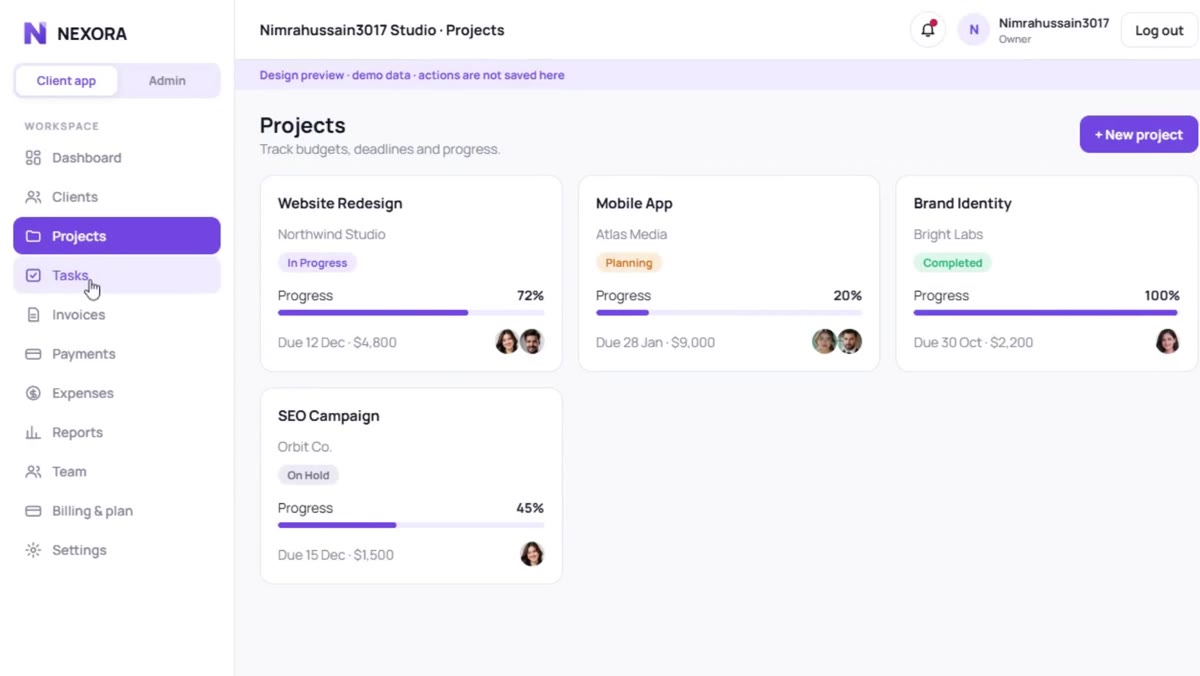 NEXORA
Client app
Admin
WORKSPACE
Dashboard
Clients
Projects
Tasks
Invoices
Payments
Expenses
Reports
Team
Billing & plan
Settings
Nimrahussain3017 Studio · Projects
N
Nimrahussain3017
Owner
Log out
Design preview · demo data · actions are not saved here
Projects
Track budgets, deadlines and progress.
+ New project
Website Redesign
Northwind Studio
In Progress
Progress 72%
Due 12 Dec · $4,800
Mobile App
Atlas Media
Planning
Progress 20%
Due 28 Jan · $9,000
Brand Identity
Bright Labs
Completed
Progress 100%
Due 30 Oct · $2,200
SEO Campaign
Orbit Co.
On Hold
Progress 45%
Due 15 Dec · $1,500